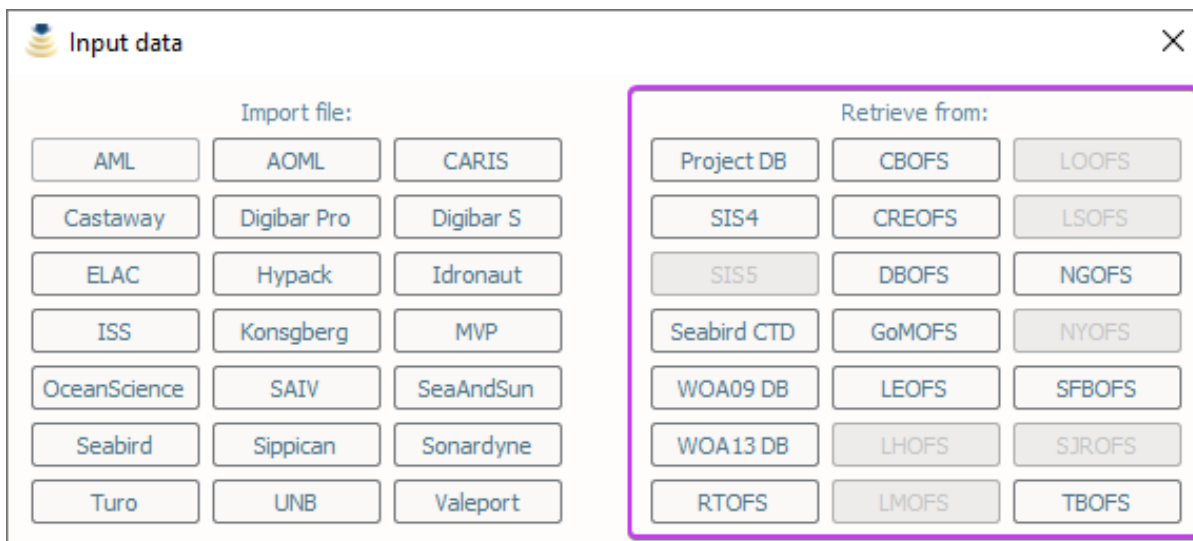 Input data
Import file:
AML AOML CARIS
Castaway Digibar Pro Digibar S
ELAC Hypack Idronaut
ISS Konsgberg MVP
OceanScience SAIV SeaAndSun
Seabird Sippican Sonardyne
Turo UNB Valeport
Retrieve from:
Project DB CBOFS LOOFS
SIS4 CREOFS LSOFS
SIS5 DBOFS NGOFS
Seabird CTD GoMOFS NYOFS
WOA09 DB LEOFS SFBOFS
WOA13 DB LHOFS SJROFS
RTOFS LMOFS TBOFS